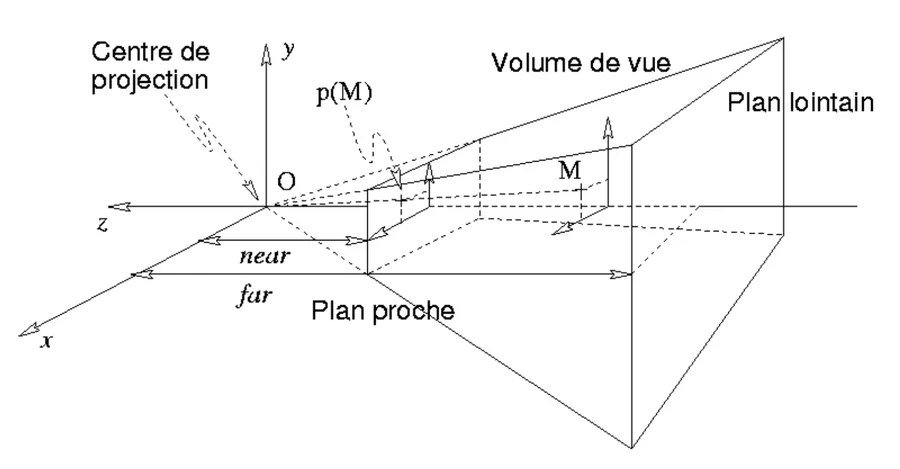 Centre de
projection
y
Volume de vue
p(M)
Plan lointain
O
M
z
near
far
Plan proche
x